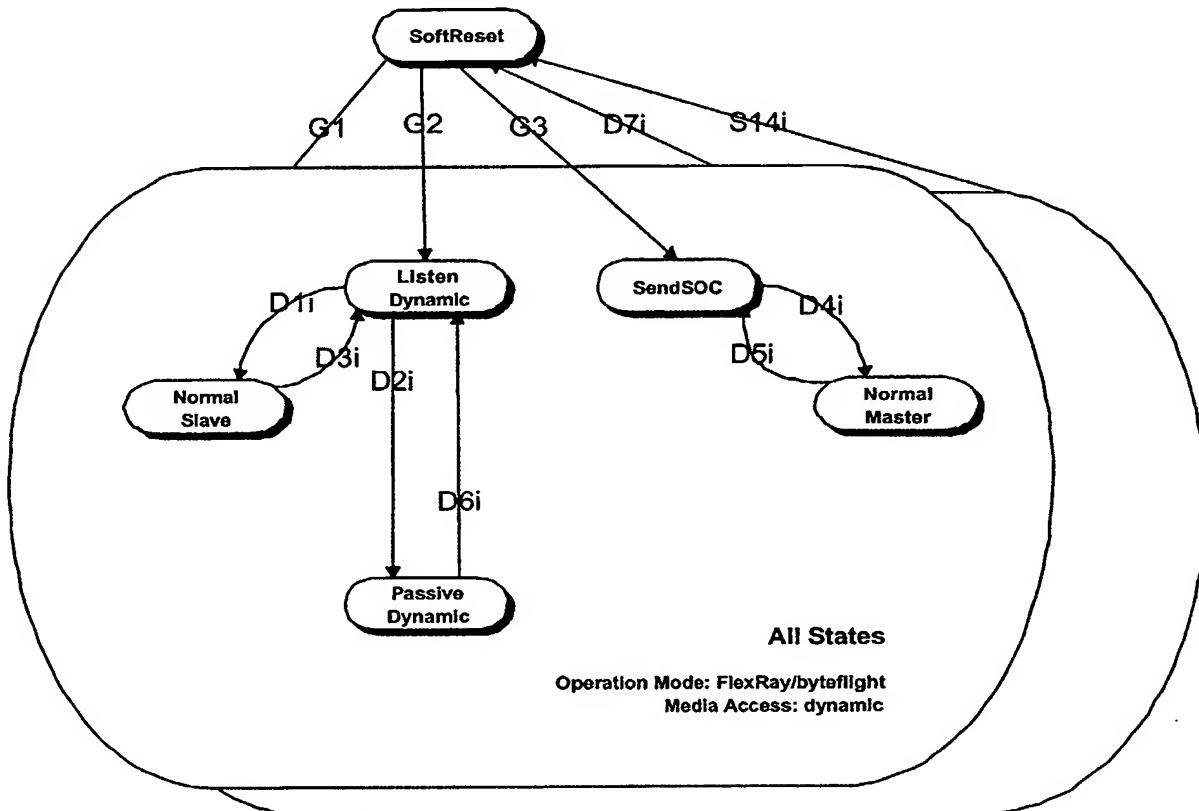 SoftReset
G1
G2
G3
D7i
S14i
Listen
Dynamic
SendSOC
D1i
D4i
D3i
D2i
D5i
Normal
Slave
Normal
Master
D6i
Passive
Dynamic
All States
Operation Mode: FlexRay/byteflight
Media Access: dynamic